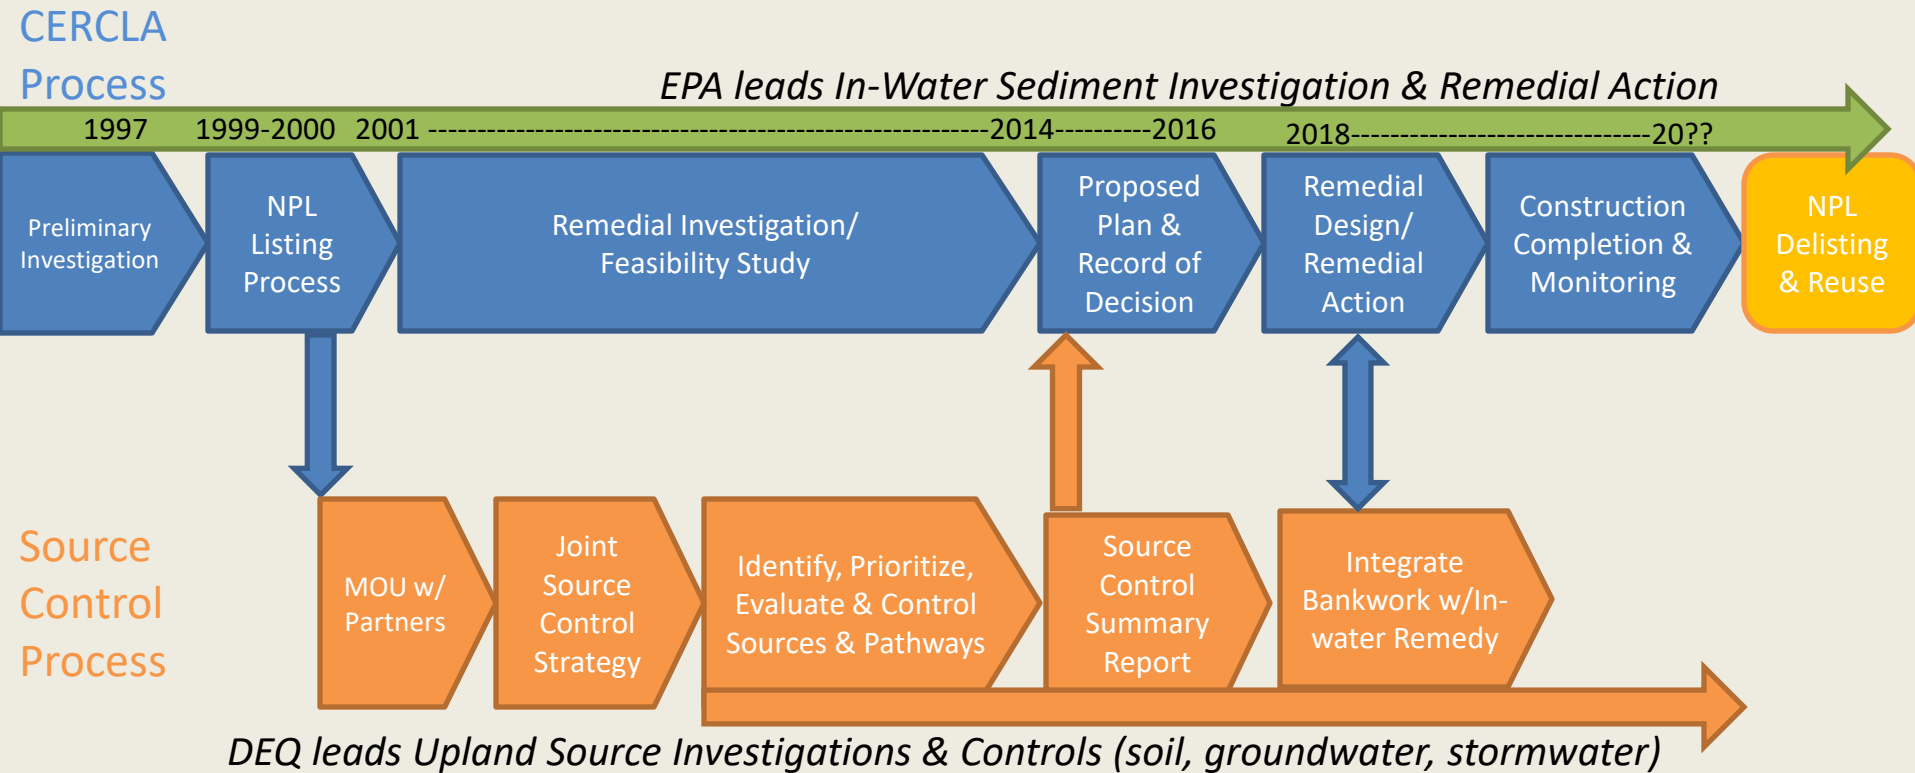 CERCLA
Process
EPA leads In-Water Sediment Investigation & Remedial Action
1997 1999-2000 2001 ----------------------------------------------------------2014----------2016 2018-------------------------------20??
Preliminary
Investigation
NPL
Listing
Process
Remedial Investigation/
Feasibility Study
Proposed
Plan &
Record of
Decision
Remedial
Design/
Remedial
Action
Construction
Completion &
Monitoring
NPL
Delisting
& Reuse
Source
Control
Process
MOU w/
Partners
Joint
Source
Control
Strategy
Identify, Prioritize,
Evaluate & Control
Sources & Pathways
Source
Control
Summary
Report
Integrate
Bankwork w/In-
water Remedy
DEQ leads Upland Source Investigations & Controls (soil, groundwater, stormwater)